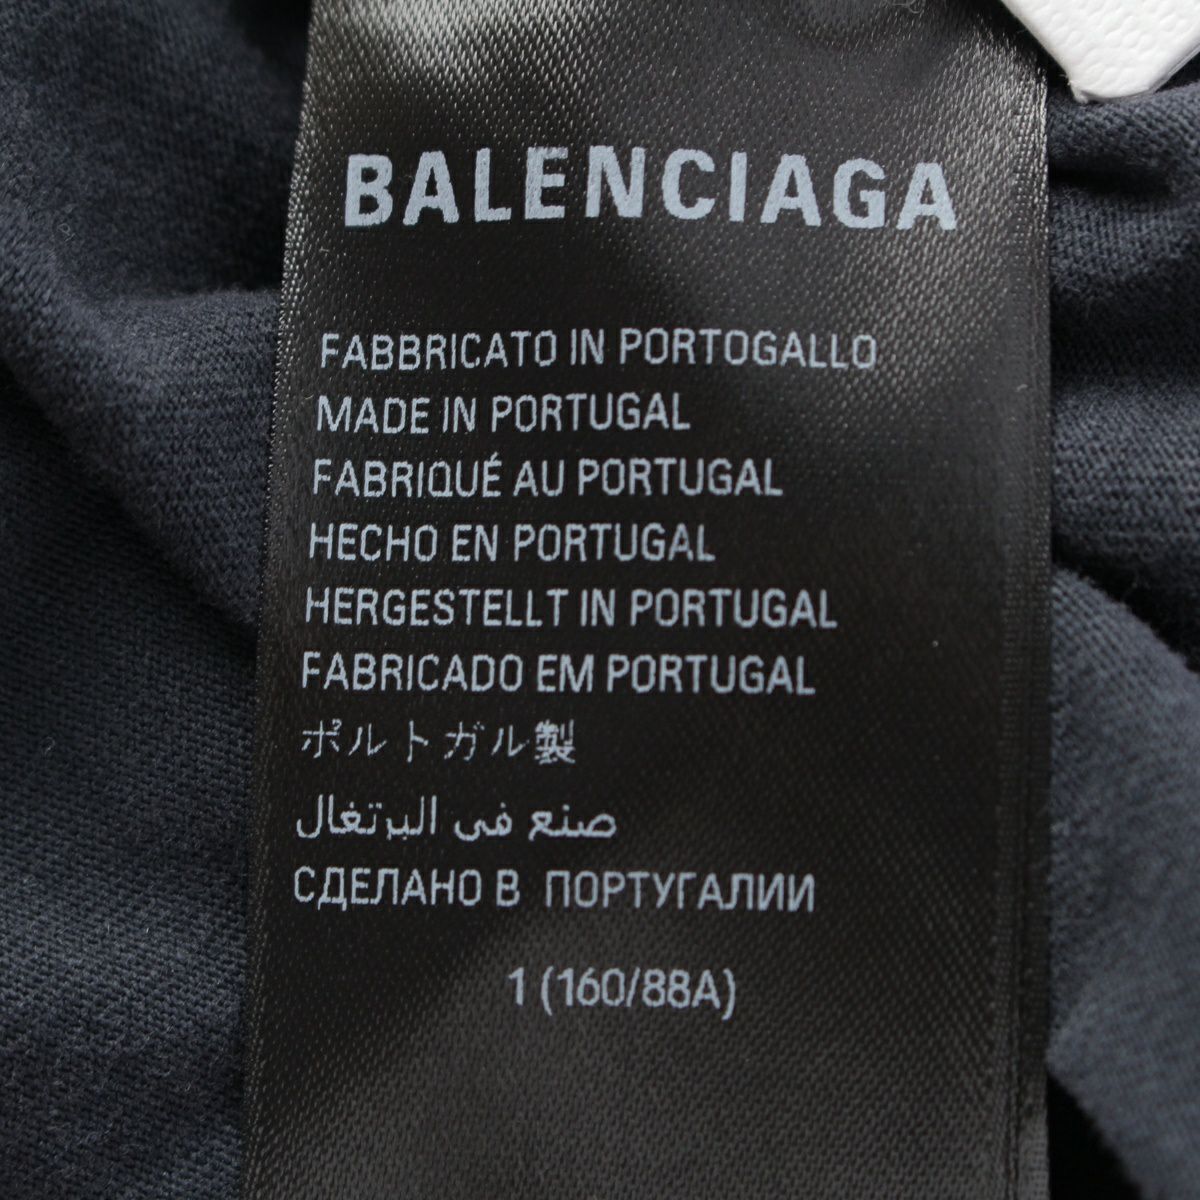 BALENCIAGA
FABBRICATO IN PORTOGALLO
MADE IN PORTUGAL
FABRIQUÉ AU PORTUGAL
HECHO EN PORTUGAL
HERGESTELLT IN PORTUGAL
FABRICADO EM PORTUGAL
ポルトガル製
صنع في البرتغال
СДЕЛАНО В ПОРТУГАЛИИ
1 (160/88A)